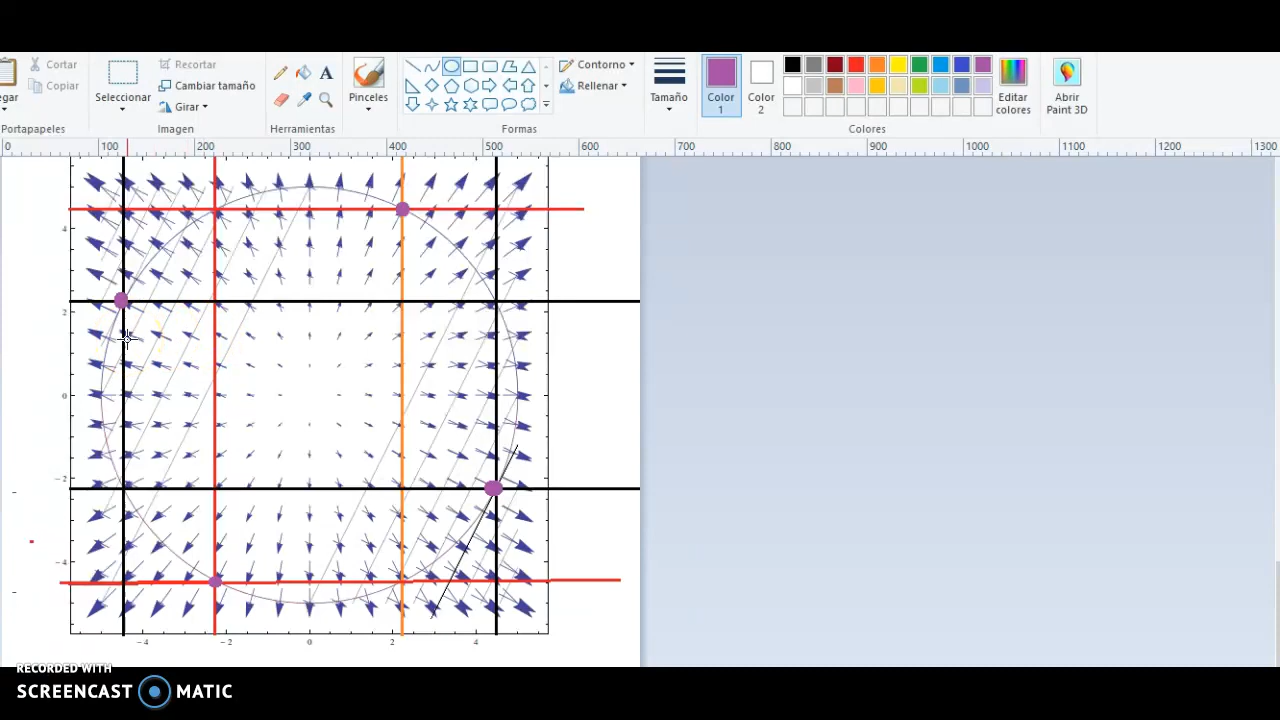 Cortar
Copiar
egar
Portapapeles
Seleccionar
Recortar
Cambiar tamaño
Girar
Imagen
A
Herramientas
Pinceles
Contorno
Rellenar
Formas
Tamaño
Color
1
Color
2
Editar
colores
Colores
Abrir
Paint 3D
0 100 200 300 400 500 600 700 800 900 1000 1100 1200 1300
4
2
0
−2
−4
−4 −2 0 2 4
RECORDED WITH
SCREENCAST MATIC